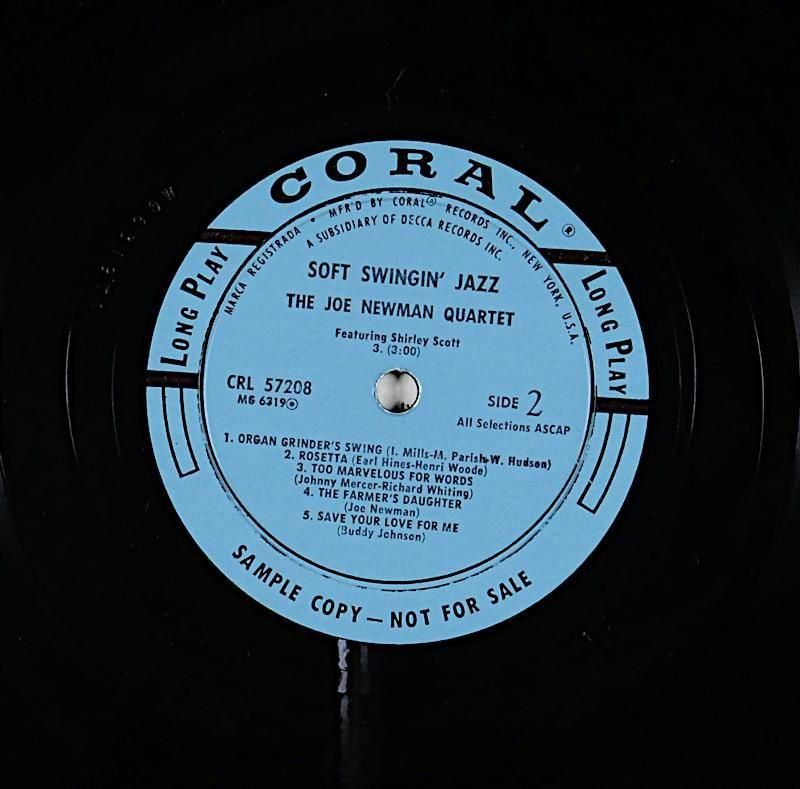 CORAL®
MARCA REGISTRADA • MFR'D BY CORAL® RECORDS INC. NEW YORK, U.S.A.
A SUBSIDIARY OF DECCA RECORDS INC.
LONG PLAY
LONG PLAY
SOFT SWINGIN' JAZZ
THE JOE NEWMAN QUARTET
Featuring Shirley Scott
3. (3:00)
CRL 57208
MG 6319
SIDE 2
All Selections ASCAP
1. ORGAN GRINDER'S SWING (I. Mills-M. Parish-W. Hudson)
2. ROSETTA (Earl Hines-Henri Woode)
3. TOO MARVELOUS FOR WORDS
(Johnny Mercer-Richard Whiting)
4. THE FARMER'S DAUGHTER
(Joe Newman)
5. SAVE YOUR LOVE FOR ME
(Buddy Johnson)
SAMPLE COPY—NOT FOR SALE